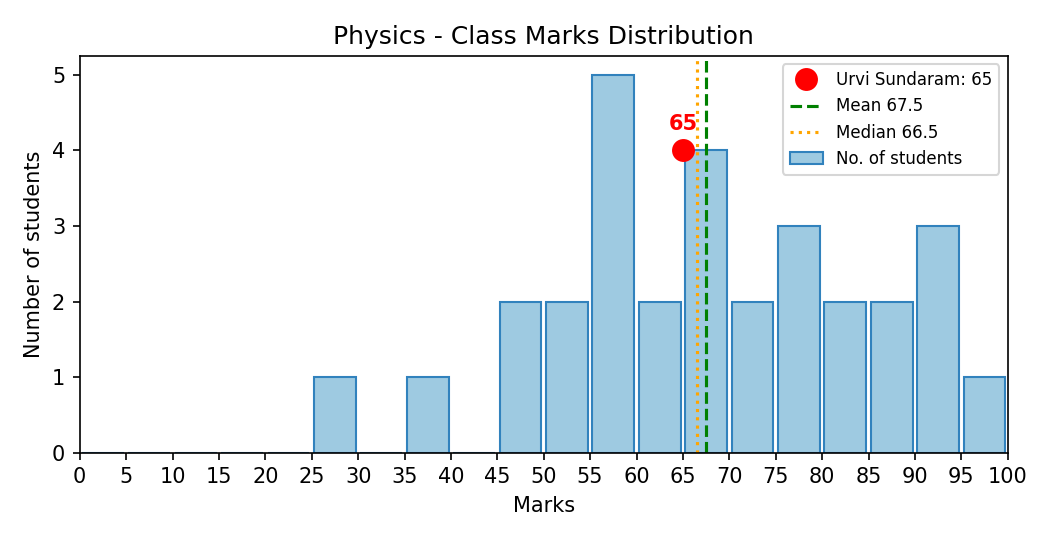 Physics - Class Marks Distribution
Urvi Sundaram: 65
Mean 67.5
Median 66.5
No. of students
65
Number of students
5
4
3
2
1
0
0 5 10 15 20 25 30 35 40 45 50 55 60 65 70 75 80 85 90 95 100
Marks